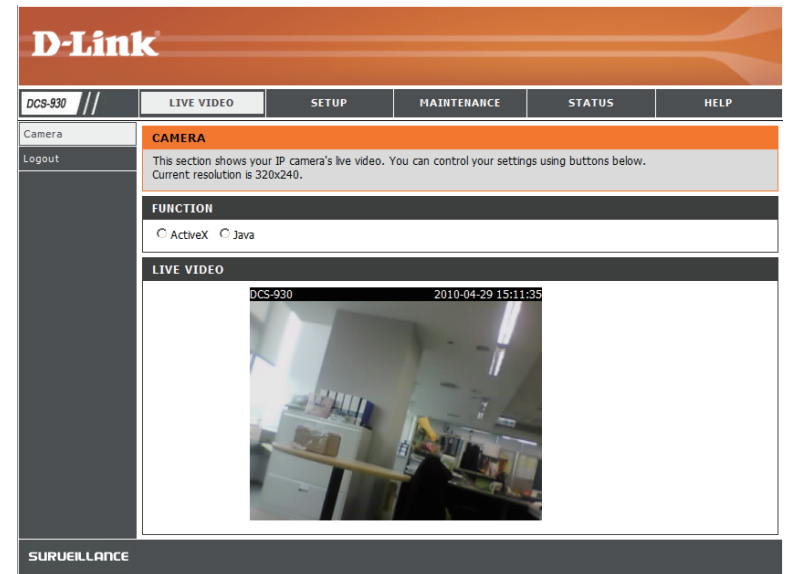 D-Link
DCS-930 // LIVE VIDEO SETUP MAINTENANCE STATUS HELP
Camera
Logout
CAMERA
This section shows your IP camera's live video. You can control your settings using buttons below.
Current resolution is 320x240.
FUNCTION
ActiveX Java
LIVE VIDEO
DCS-930 2010-04-29 15:11:35
SURVEILLANCE